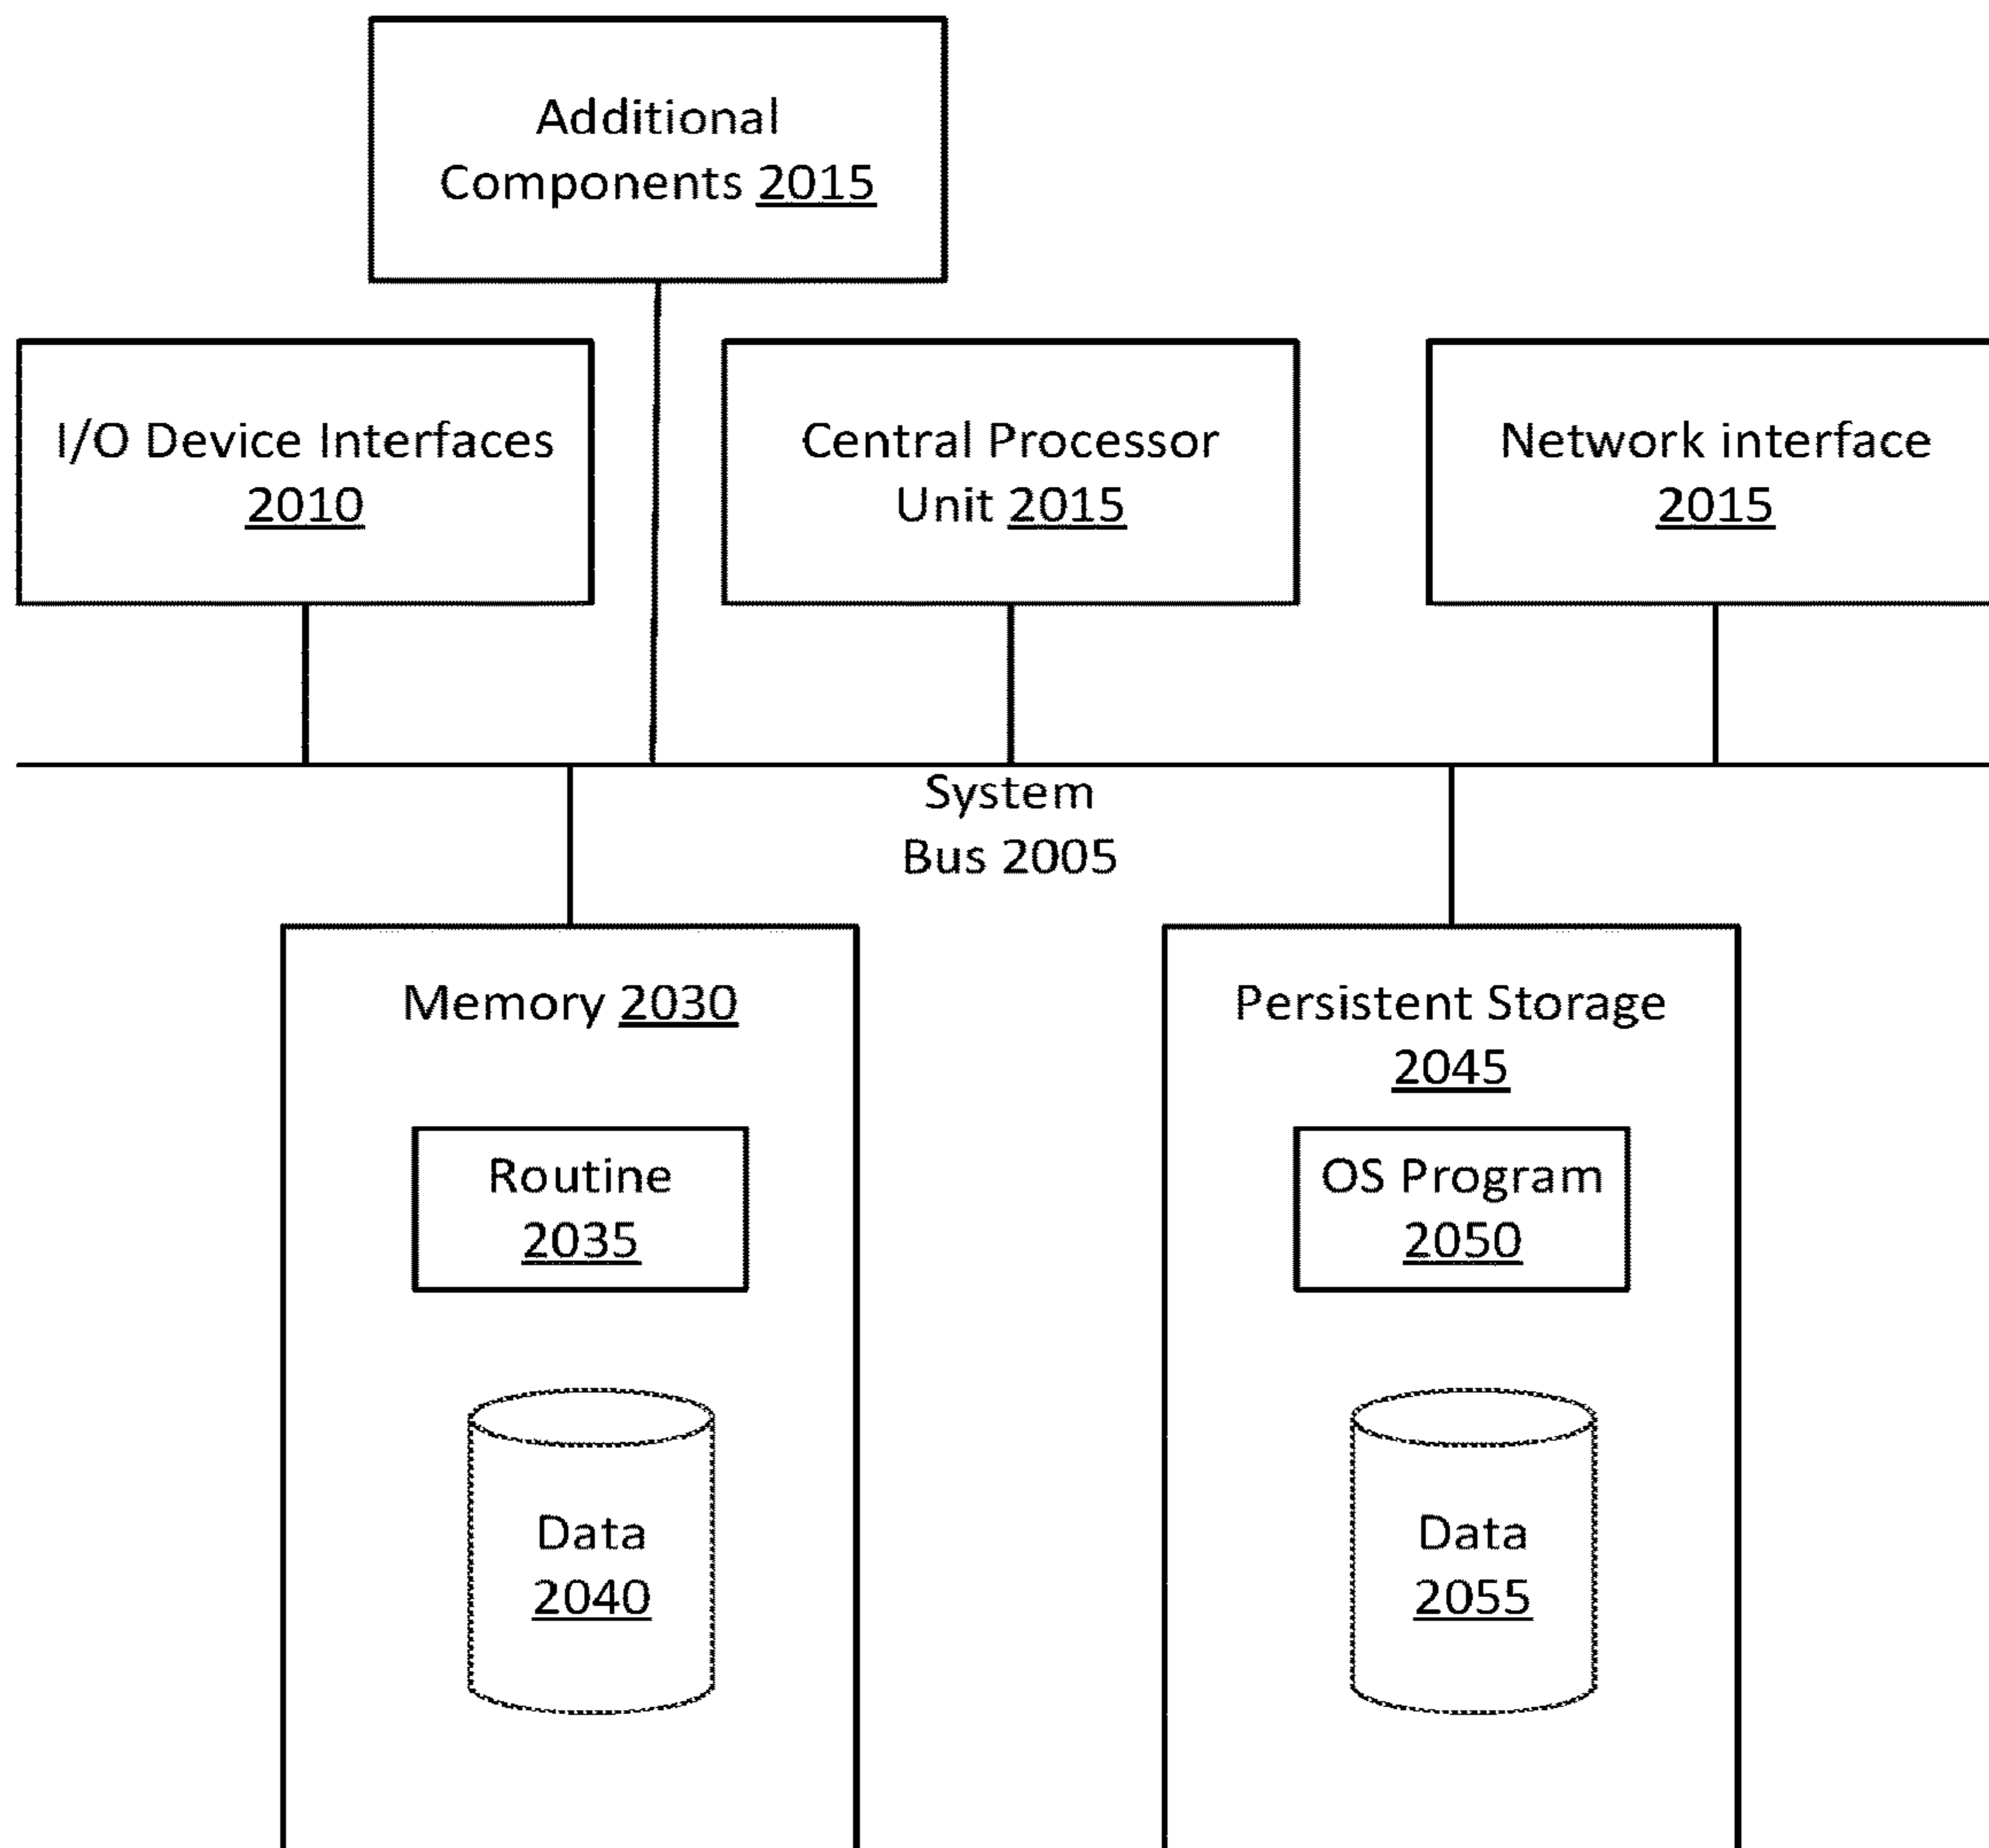 Additional
Components 2015
I/O Device Interfaces
2010
Central Processor
Unit 2015
Network interface
2015
System
Bus 2005
Memory 2030
Routine
2035
Data
2040
Persistent Storage
2045
OS Program
2050
Data
2055